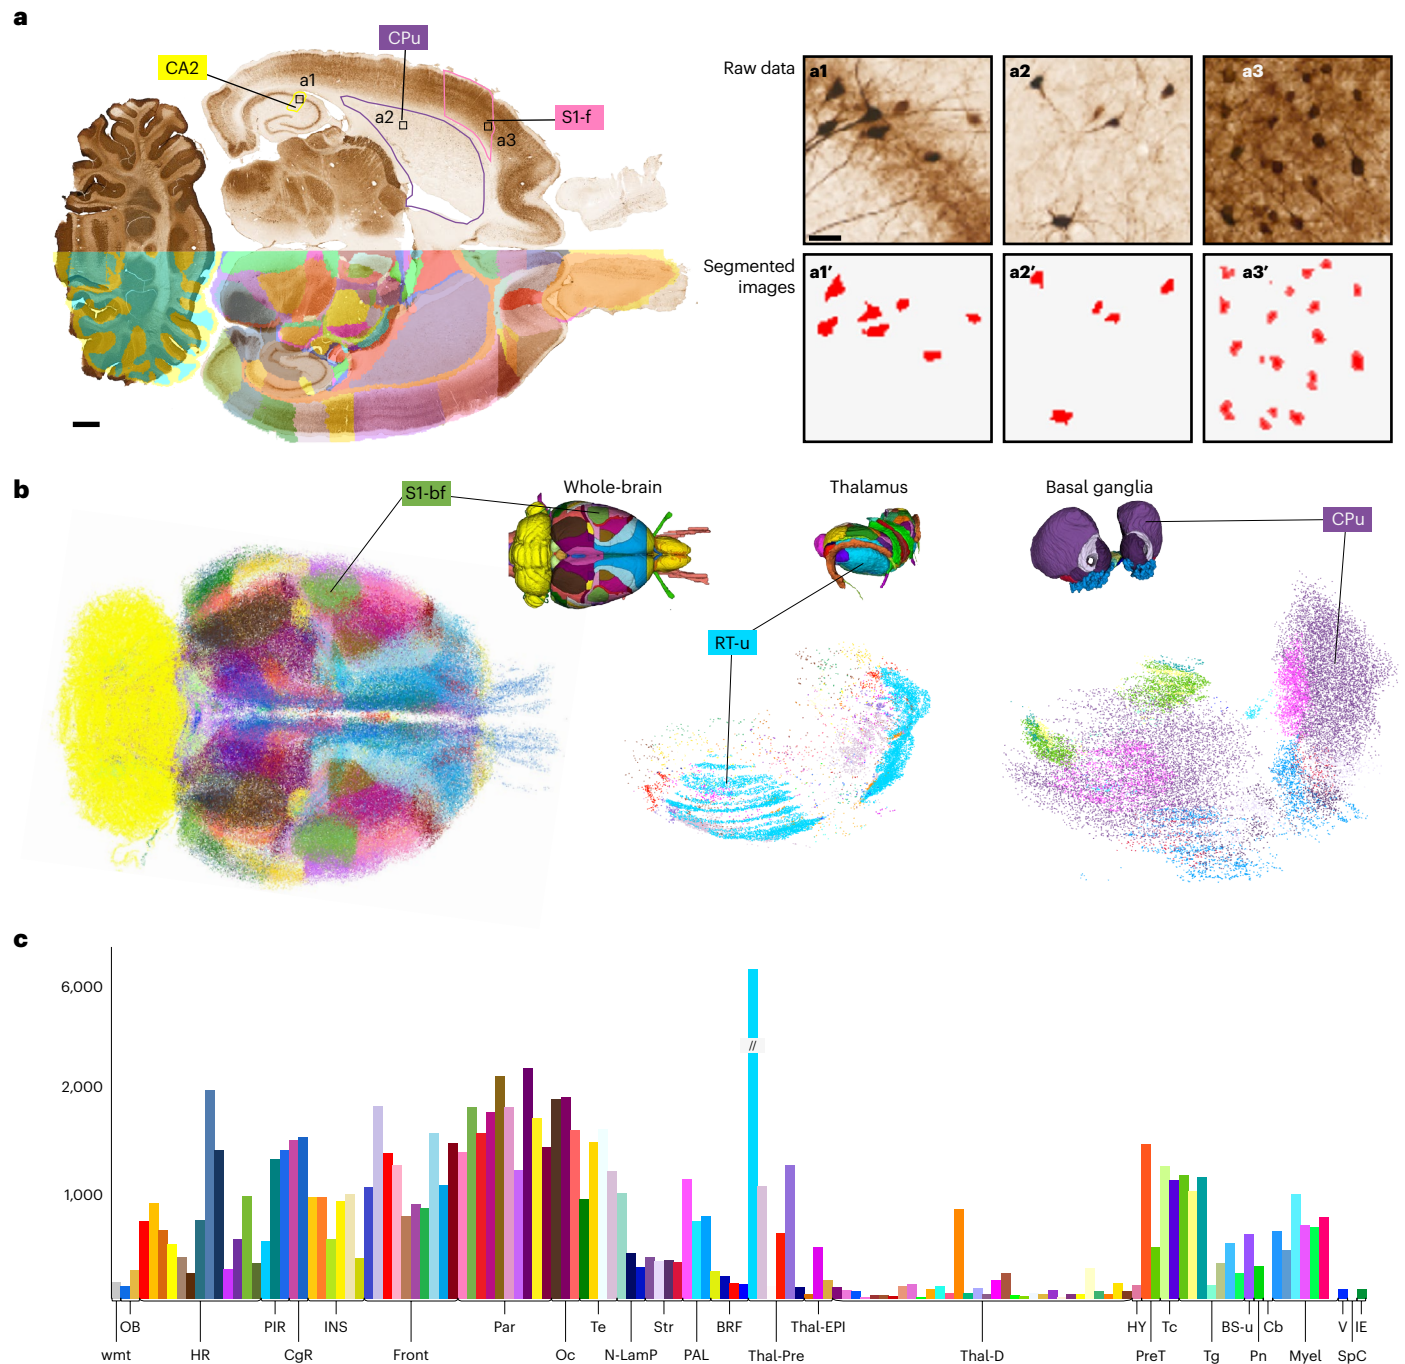 a
CPu
CA2
a1
a2
S1-f
a3
Raw data
a1
a2
a3
Segmented
images
a1′
a2′
a3′
b
S1-bf
Whole-brain
Thalamus
Basal ganglia
CPu
RT-u
c
6,000
//
2,000
1,000
OB
PIR
INS
Par
Te
Str
BRF
Thal-EPI
HY
Tc
BS-u
Cb
V
IE
wmt
HR
CgR
Front
Oc
N-LamP
PAL
Thal-Pre
Thal-D
PreT
Tg
Pn
Myel
SpC